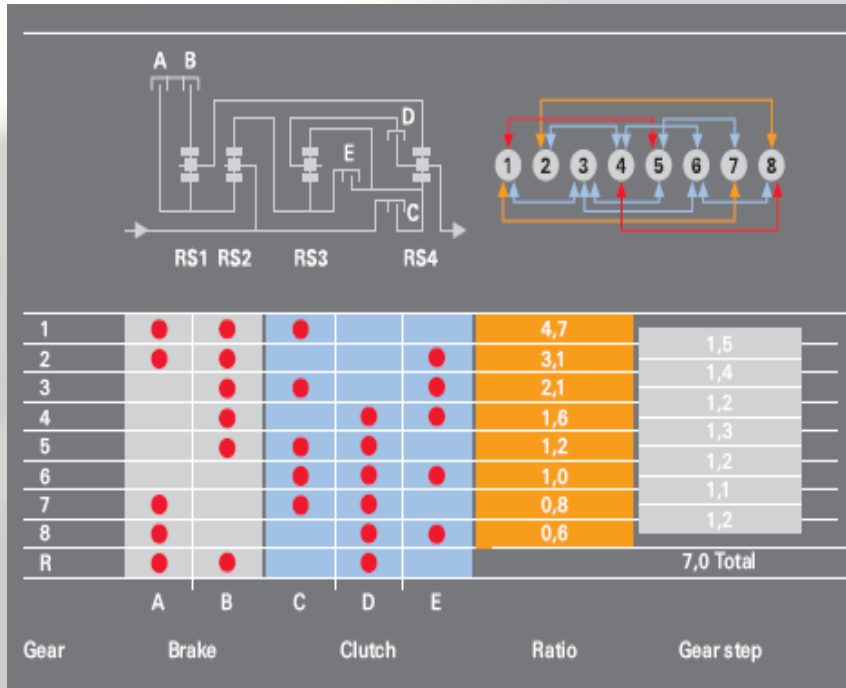 A B
D
E
C
RS1 RS2 RS3 RS4
1 2 3 4 5 6 7 8
1 4,7
1,5
2 3,1
1,4
3 2,1
1,2
4 1,6
1,3
5 1,2
1,2
6 1,0
1,1
7 0,8
1,2
8 0,6
R 7,0 Total
A B C D E
Gear Brake Clutch Ratio Gear step